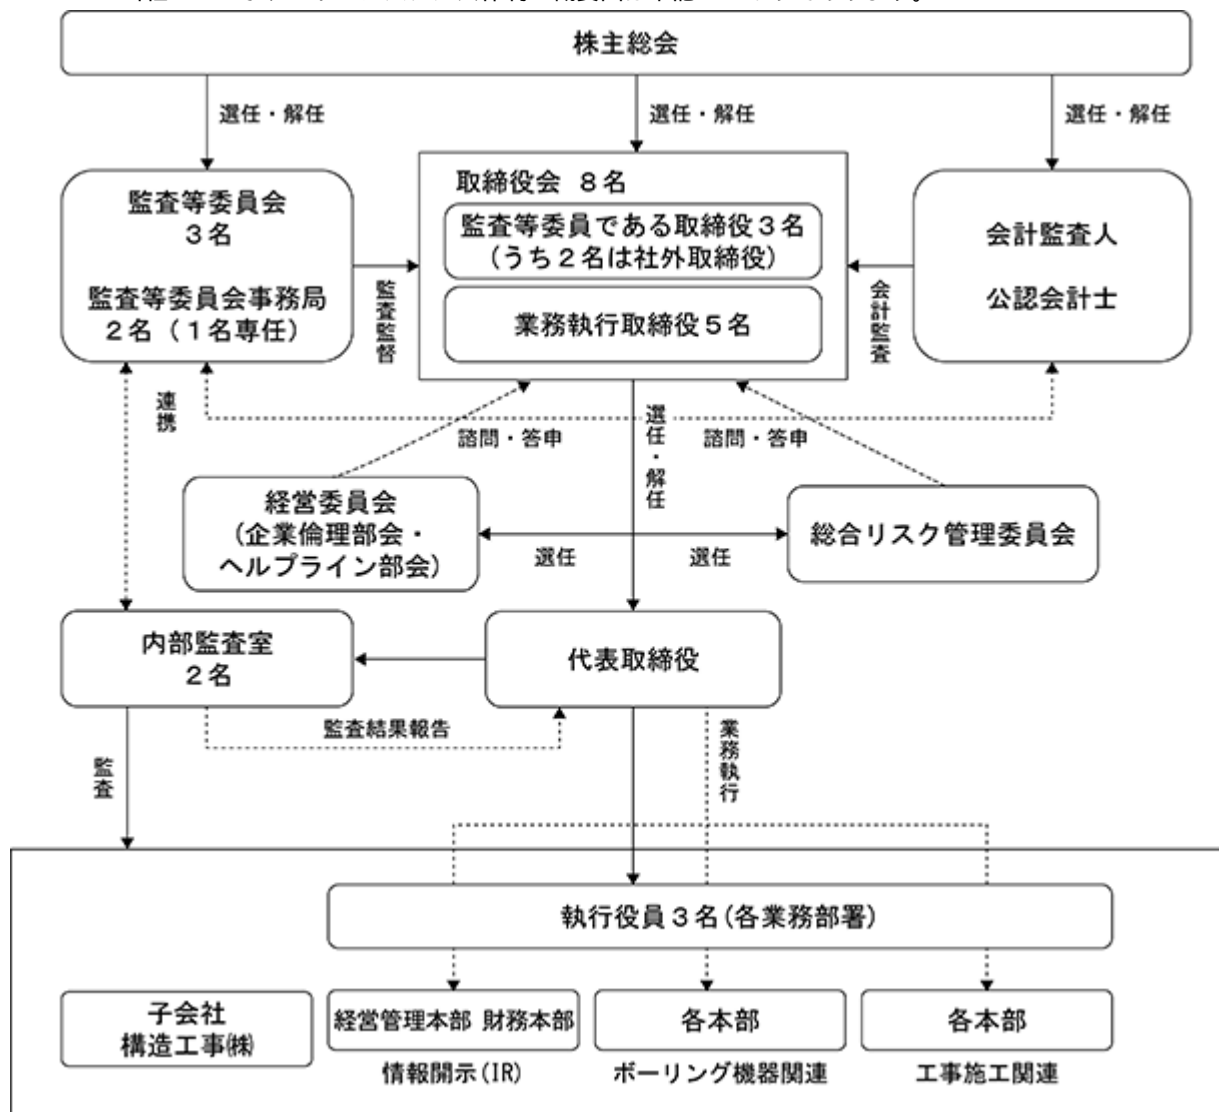 株主総会
選任・解任
選任・解任
選任・解任
監査等委員会
3名
監査等委員会事務局
2名(1名専任)
監査監督
取締役会 8名
監査等委員である取締役3名
(うち2名は社外取締役)
業務執行取締役5名
会計監査
会計監査人
公認会計士
連携
諮問・答申
選任・解任
諮問・答申
経営委員会
(企業倫理部会・
ヘルプライン部会)
選任
選任
総合リスク管理委員会
内部監査室
2名
代表取締役
監査結果報告
業務執行
監査
執行役員3名(各業務部署)
子会社
構造工事㈱
経営管理本部 財務本部
各本部
各本部
情報開示(IR)
ボーリング機器関連
工事施工関連